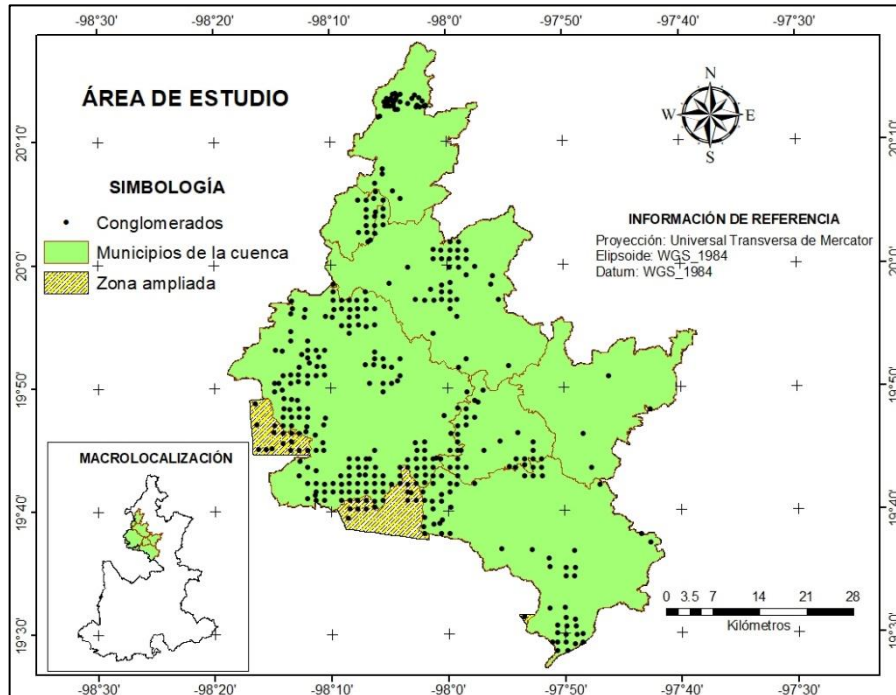 -98°30' -98°20' -98°10' -98°0' -97°50' -97°40' -97°30'
ÁREA DE ESTUDIO
N
W E
S
20°10' 20°10'
SIMBOLOGÍA
Conglomerados
Municipios de la cuenca
Zona ampliada
INFORMACIÓN DE REFERENCIA
Proyección: Universal Transversa de Mercator
Elipsoide: WGS_1984
Datum: WGS_1984
20°0' 20°0'
19°50' 19°50'
MACROLOCALIZACIÓN
19°40' 19°40'
0 3.5 7 14 21 28
Kilómetros
19°30' 19°30'
-98°30' -98°20' -98°10' -98°0' -97°50' -97°40' -97°30'